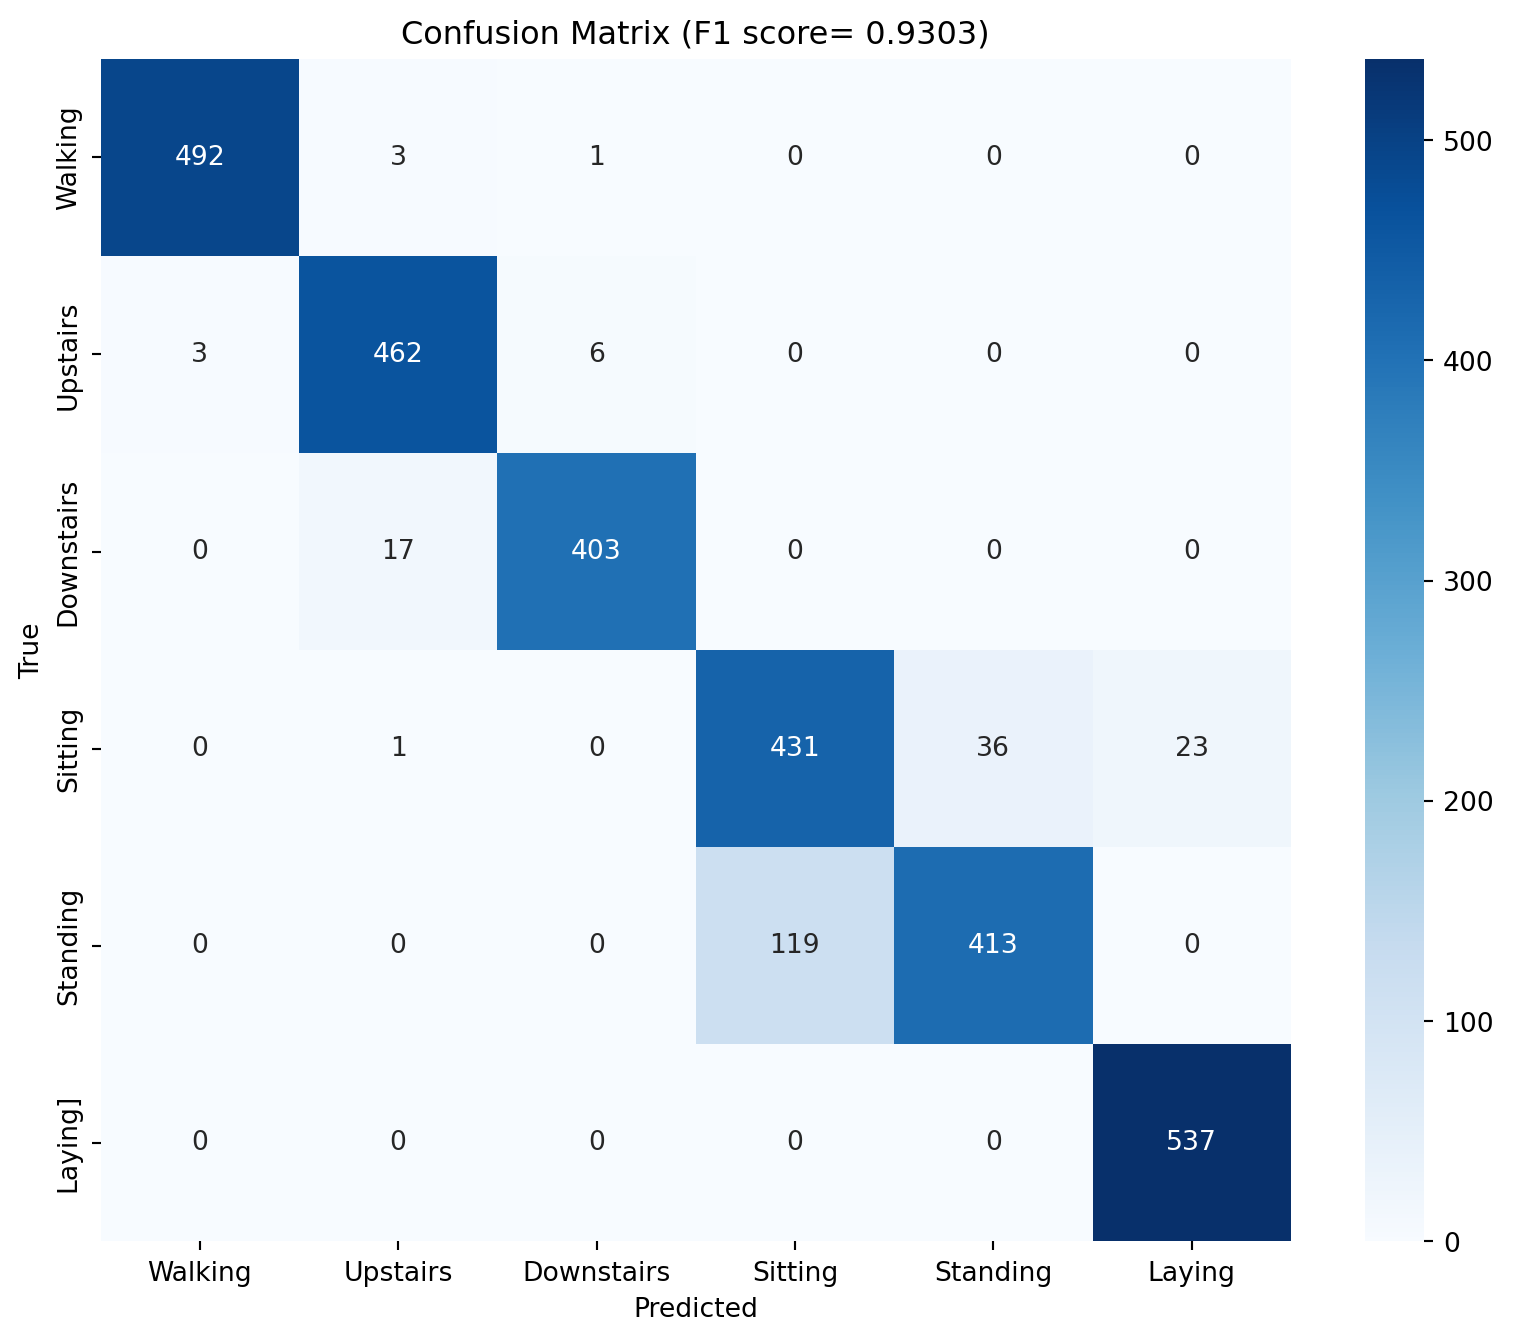 Confusion Matrix (F1 score= 0.9303)
Walking 492 3 1 0 0 0
Upstairs 3 462 6 0 0 0
Downstairs 0 17 403 0 0 0
Sitting 0 1 0 431 36 23
Standing 0 0 0 119 413 0
Laying] 0 0 0 0 0 537
True
Walking Upstairs Downstairs Sitting Standing Laying
Predicted
500
400
300
200
100
0